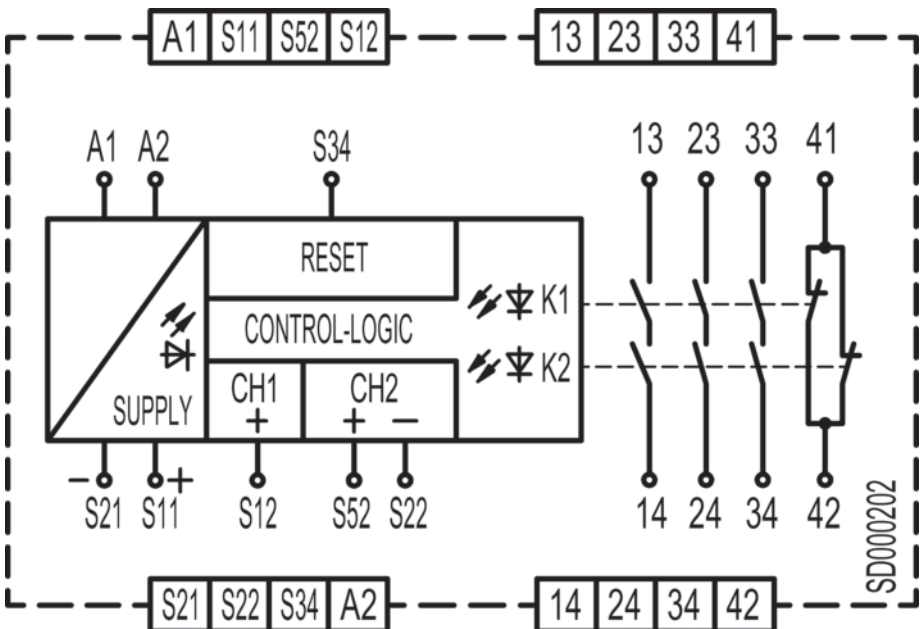 A1 S11 S52 S12 13 23 33 41
A1 A2 S34 13 23 33 41
RESET
K1
CONTROL-LOGIC
K2
CH1 CH2
+ + −
SUPPLY
− +
S21 S11 S12 S52 S22 14 24 34 42
SD000202
S21 S22 S34 A2 14 24 34 42